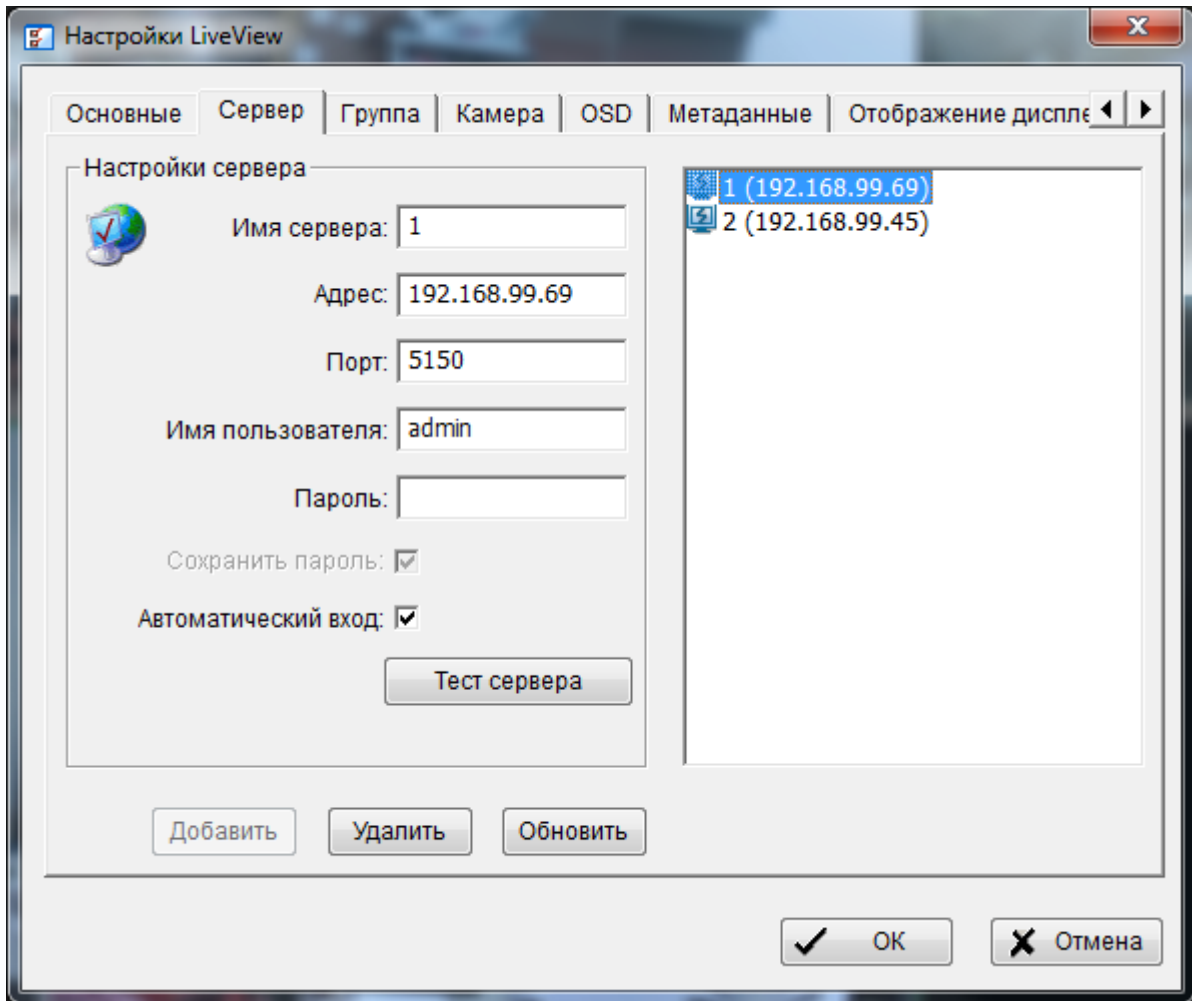 Настройки LiveView
Основные Сервер Группа Камера OSD Метаданные Отображение диспле
Настройки сервера
Имя сервера: 1
Адрес: 192.168.99.69
Порт: 5150
Имя пользователя: admin
Пароль:
Сохранить пароль:
Автоматический вход:
Тест сервера
1 (192.168.99.69)
2 (192.168.99.45)
Добавить Удалить Обновить
OK Отмена